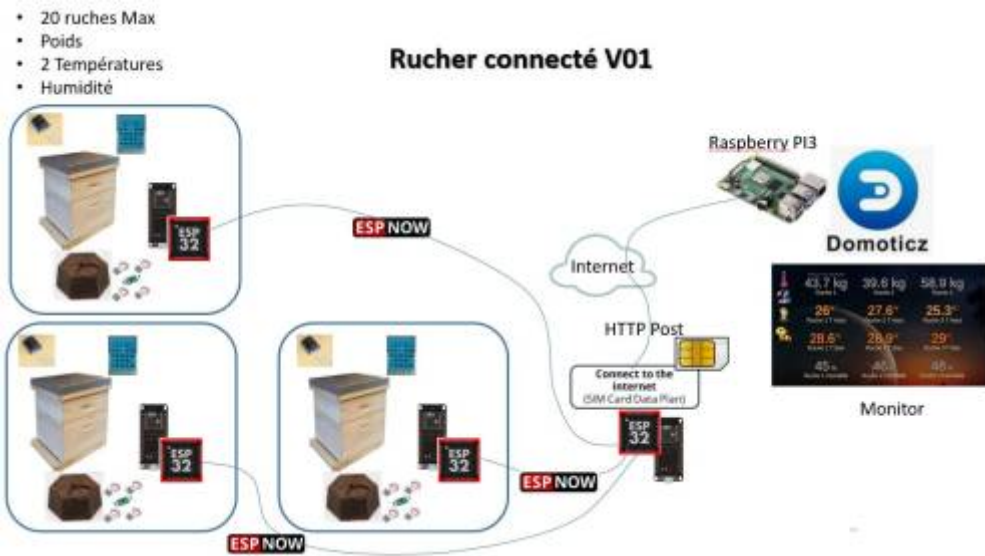 20 ruches Max
Poids
2 Températures
Humidité
Rucher connecté V01
ESP 32
ESP NOW
Raspberry PI3
Domoticz
Internet
43.7 kg 39.6 kg 58.9 kg
26° 27.6° 25.3°
28.6° 28.9° 29°
HTTP Post
Connect to the
internet
(SIM Card Data Plan)
Monitor
ESP 32
ESP 32
ESP 32
ESP NOW
ESP NOW